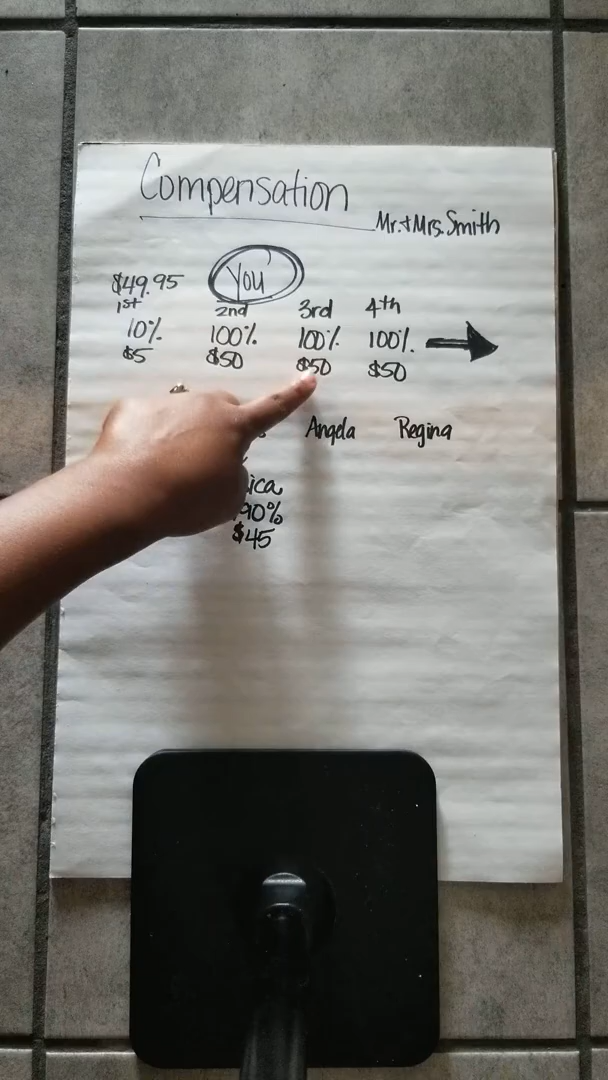 Compensation
Mr. + Mrs. Smith
$49.95 You
1st 2nd 3rd 4th
10% 100% 100% 100%
$5 $50 $50 $50
Angela Regina
90%
$45